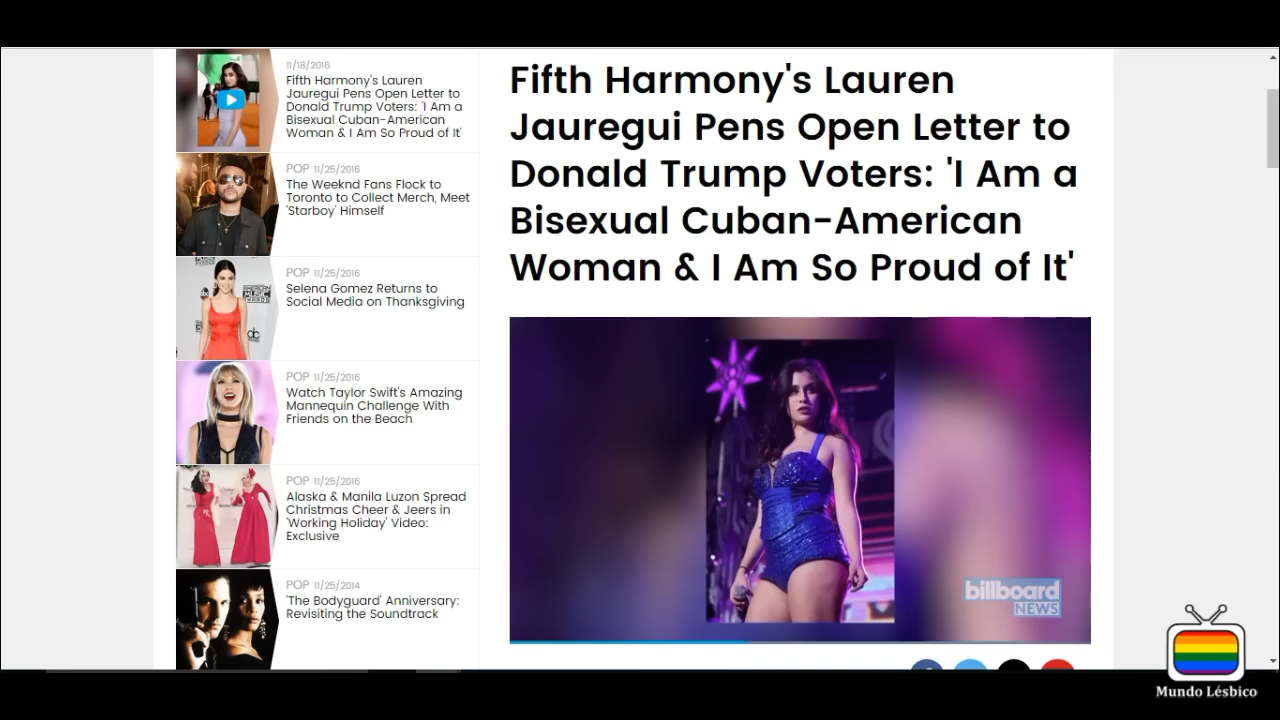 11/18/2016
Fifth Harmony's Lauren
Jauregui Pens Open Letter to
Donald Trump Voters: 'I Am a
Bisexual Cuban-American
Woman & I Am So Proud of It'
POP 11/25/2016
The Weeknd Fans Flock to
Toronto to Collect Merch, Meet
'Starboy' Himself
POP 11/25/2016
Selena Gomez Returns to
Social Media on Thanksgiving
POP 11/25/2016
Watch Taylor Swift's Amazing
Mannequin Challenge With
Friends on the Beach
POP 11/25/2016
Alaska & Manila Luzon Spread
Christmas Cheer & Jeers in
'Working Holiday' Video:
Exclusive
POP 11/25/2014
'The Bodyguard' Anniversary:
Revisiting the Soundtrack
Fifth Harmony's Lauren
Jauregui Pens Open Letter to
Donald Trump Voters: 'I Am a
Bisexual Cuban-American
Woman & I Am So Proud of It'
billboard
NEWS
Mundo Lésbico